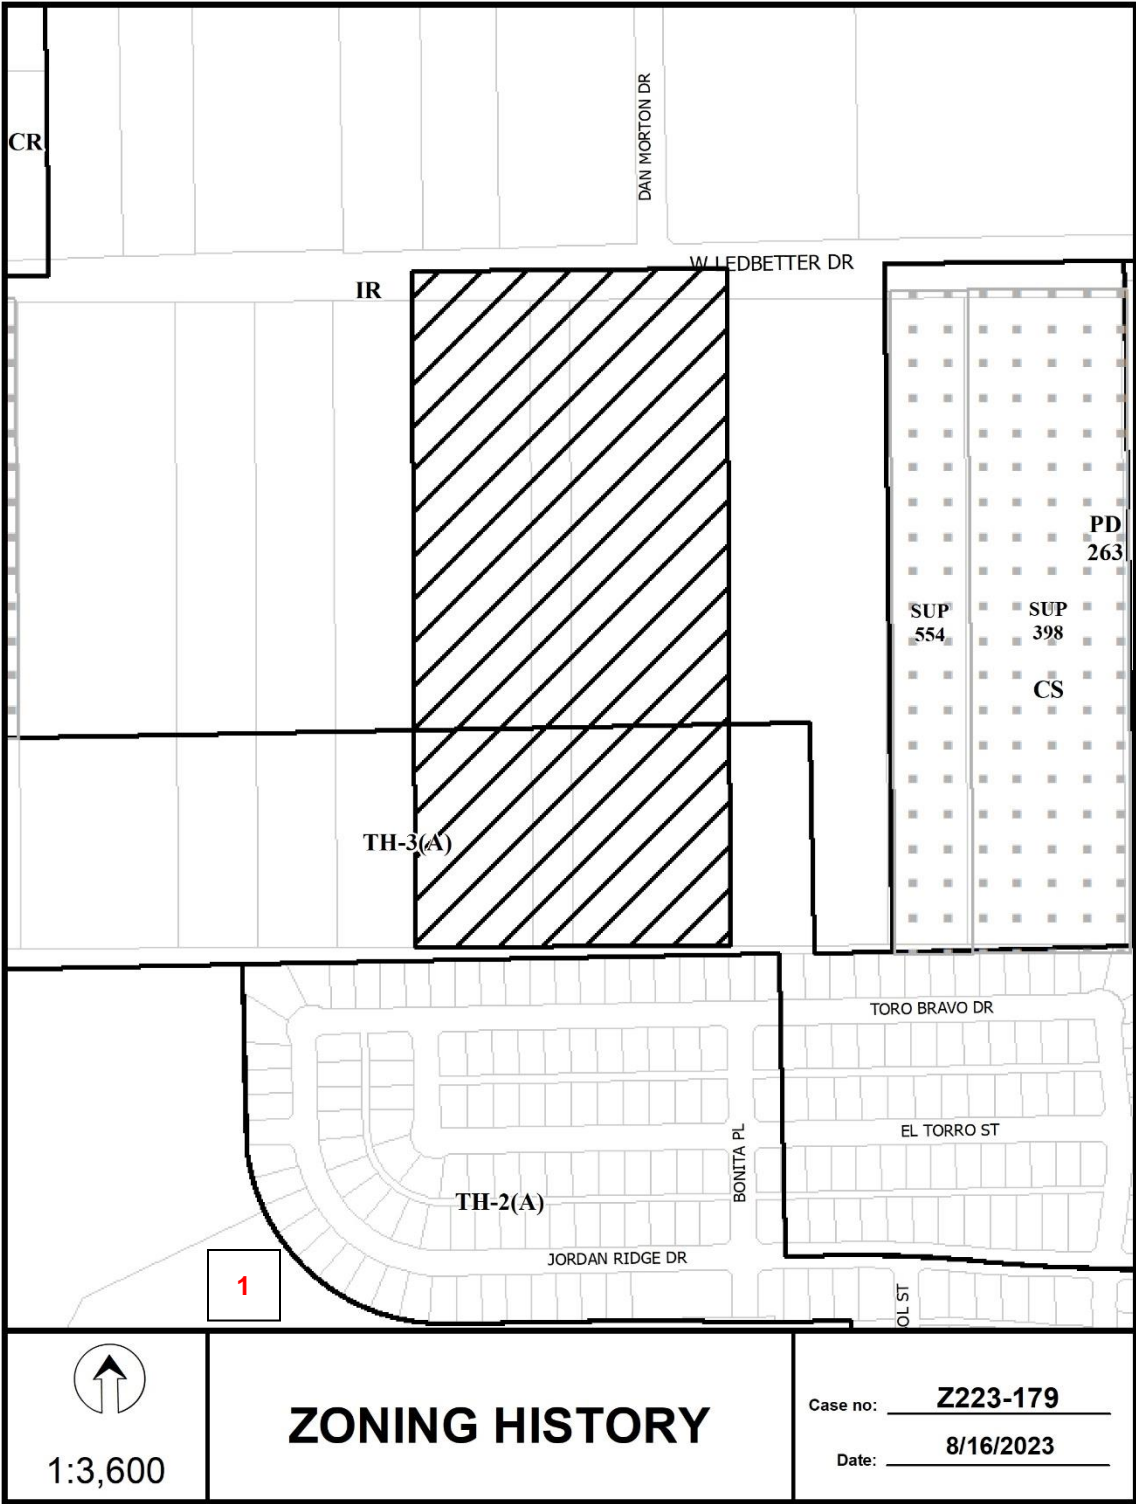 CR
DAN MORTON DR
W LEDBETTER DR
IR
PD
263
SUP
554
SUP
398
CS
TH-3(A)
TORO BRAVO DR
EL TORRO ST
BONITA PL
TH-2(A)
JORDAN RIDGE DR
1
OL ST
1:3,600
ZONING HISTORY
Case no: Z223-179
Date: 8/16/2023